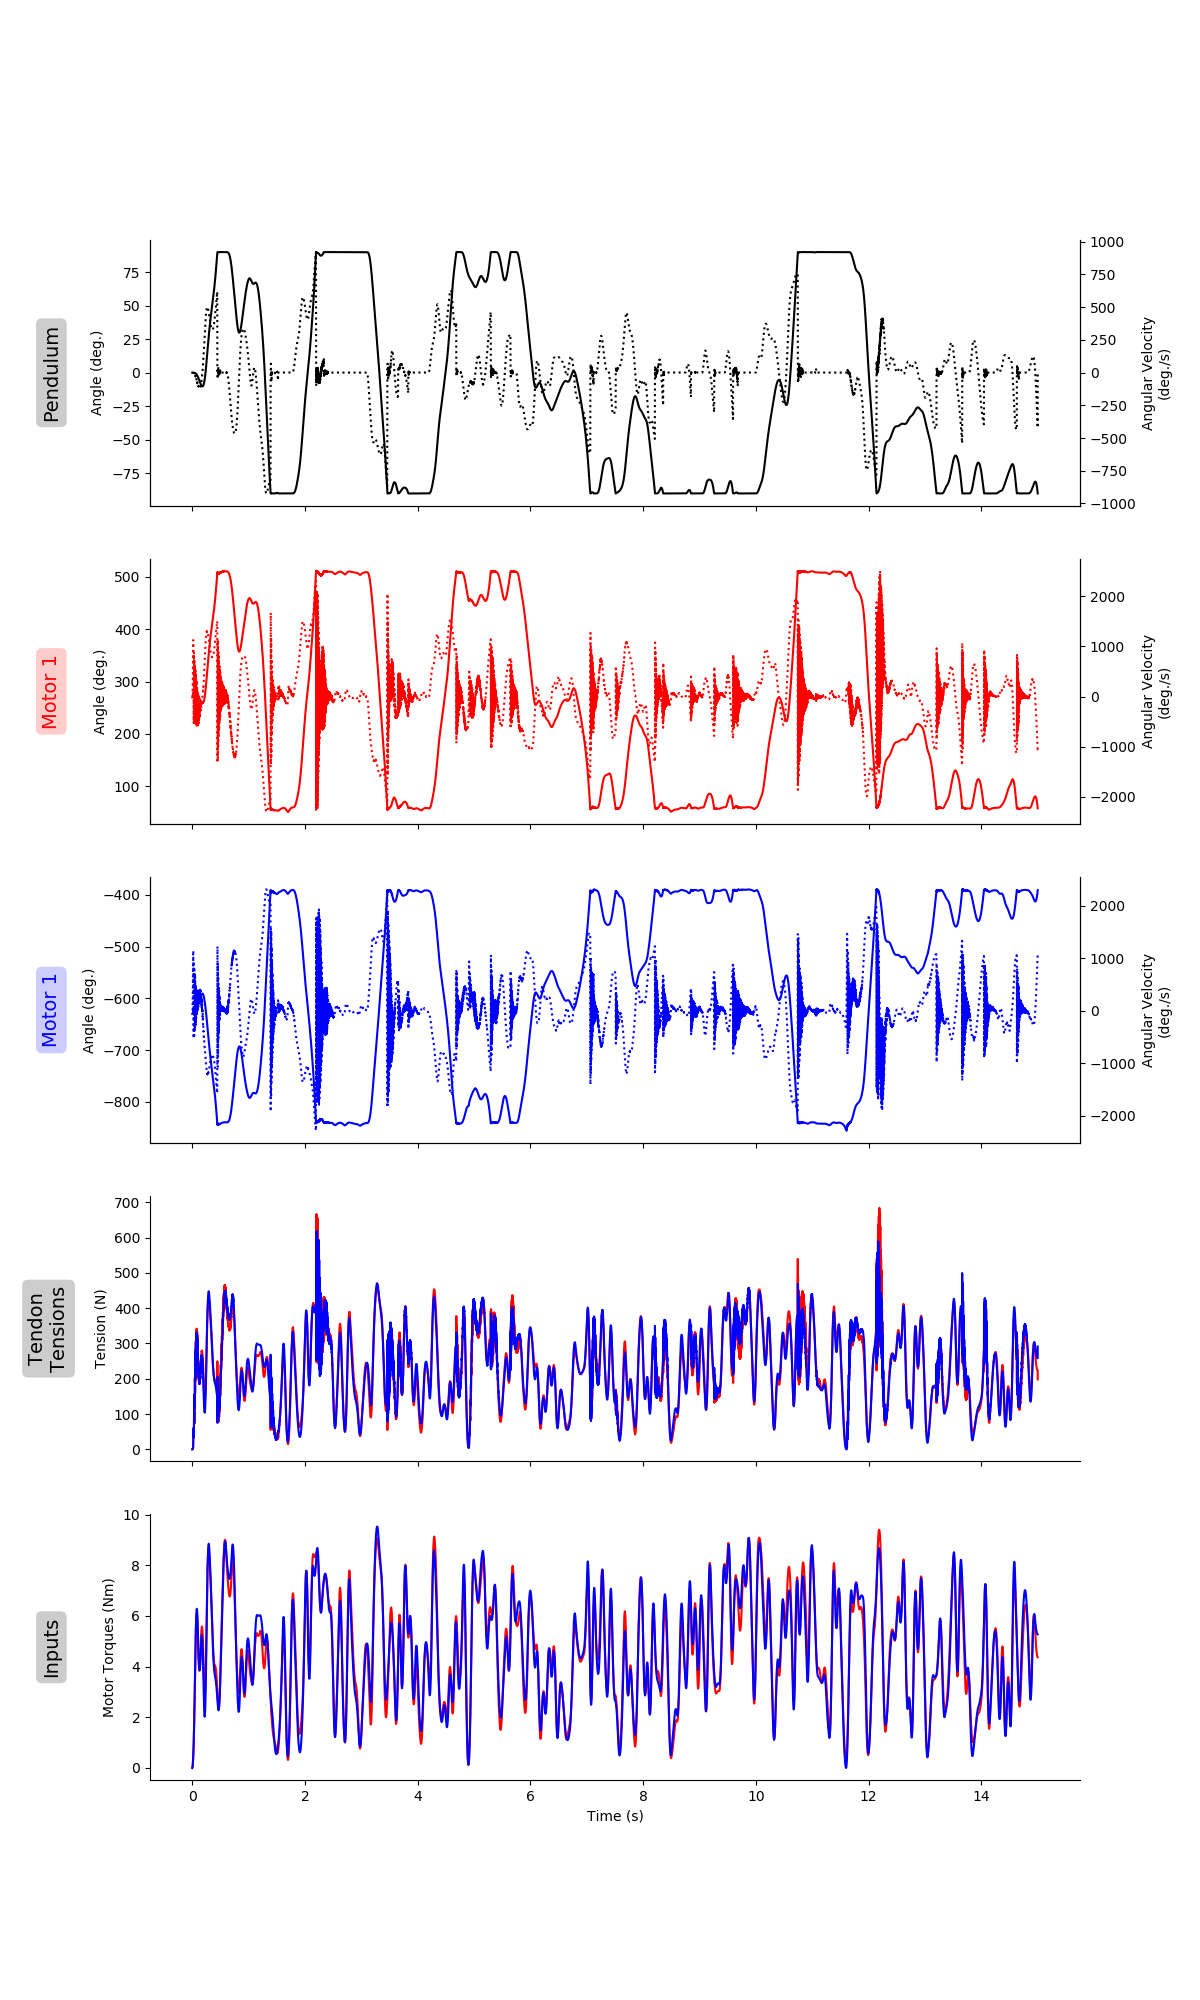 Pendulum
Angle (deg.)
75
50
25
0
−25
−50
−75
1000
750
500
250
0
−250
−500
−750
−1000
Angular Velocity
(deg./s)
Motor 1
Angle (deg.)
500
400
300
200
100
2000
1000
0
−1000
−2000
Angular Velocity
(deg./s)
Motor 1
Angle (deg.)
−400
−500
−600
−700
−800
2000
1000
0
−1000
−2000
Angular Velocity
(deg./s)
Tendon
Tensions
Tension (N)
700
600
500
400
300
200
100
0
Inputs
Motor Torques (Nm)
10
8
6
4
2
0
0 2 4 6 8 10 12 14
Time (s)